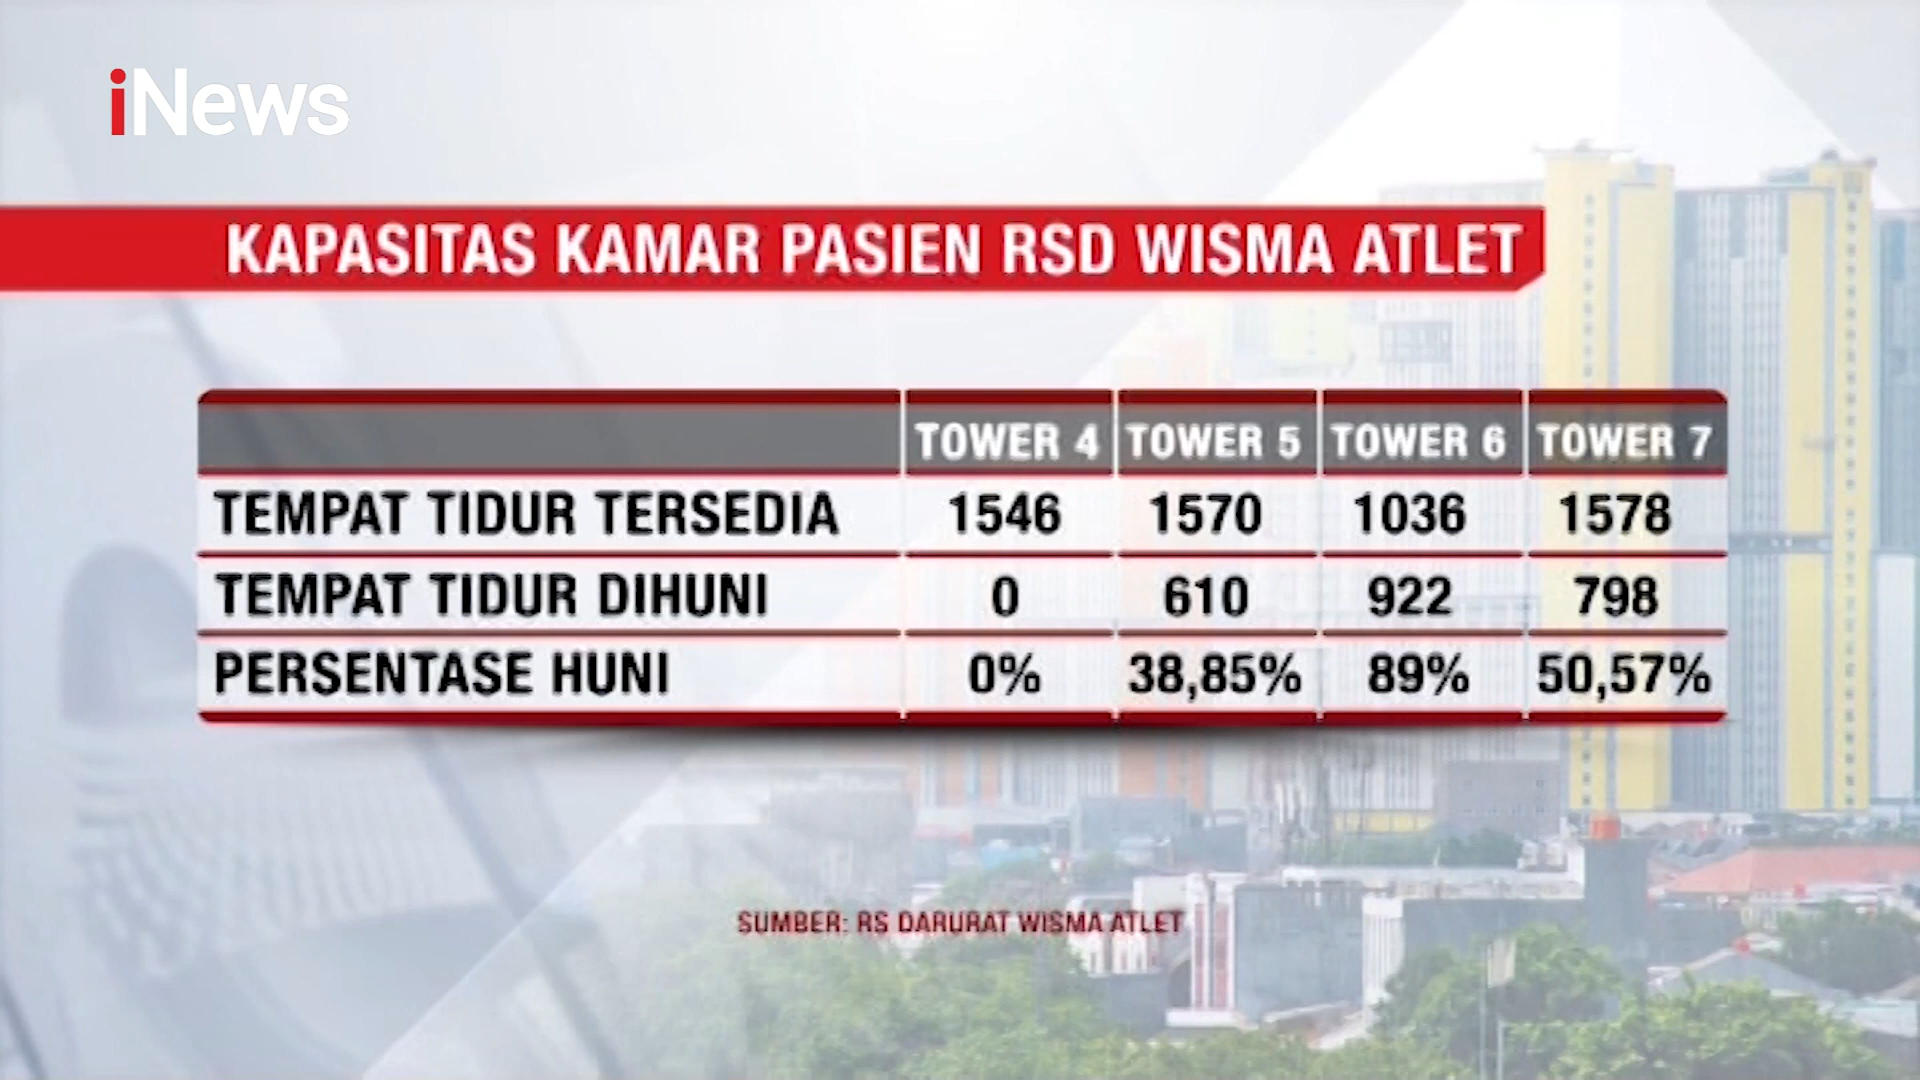 iNews
KAPASITAS KAMAR PASIEN RSD WISMA ATLET
TOWER 4 TOWER 5 TOWER 6 TOWER 7
TEMPAT TIDUR TERSEDIA 1546 1570 1036 1578
TEMPAT TIDUR DIHUNI 0 610 922 798
PERSENTASE HUNI 0% 38,85% 89% 50,57%
SUMBER: RS DARURAT WISMA ATLET